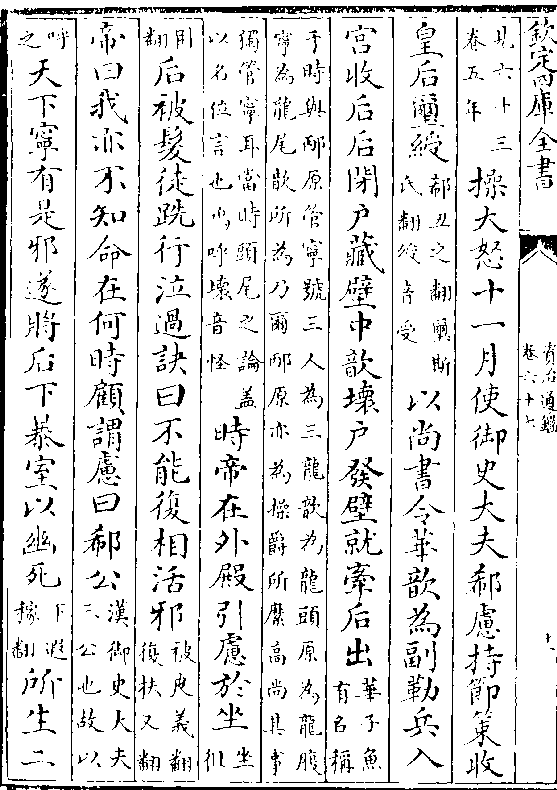 欽定四庫全書
資治通鑑
卷六十七
見六十三
卷五年
操大怒十一月使御史大夫郗慮持節策收
皇后璽綬
郗丑之翻璽斯
氏翻綬音受
以尚書令華歆為副勒兵入
宮收后后閉戶藏壁中歆壞戶發壁就牽后出
華子魚
有名稱
于時與邴原管寧號三人為三龍歆為龍頭原為龍腹
寧為龍尾歆所為乃爾邴原亦為操爵所縻高尚其事
獨管寧耳當時頭尾之論盖
以名位言也嗚呼壞音怪
時帝在外殿引慮於坐
坐
徂
臥
翻
后被髮徒跣行泣過訣曰不能復相活邪
被皮義翻
復扶又翻
帝曰我亦不知命在何時顧謂慮曰郗公
漢御史大夫
三公也故以
呼
之
天下寧有是邪遂將后下暴室以幽死
下遐
稼翻
所生二